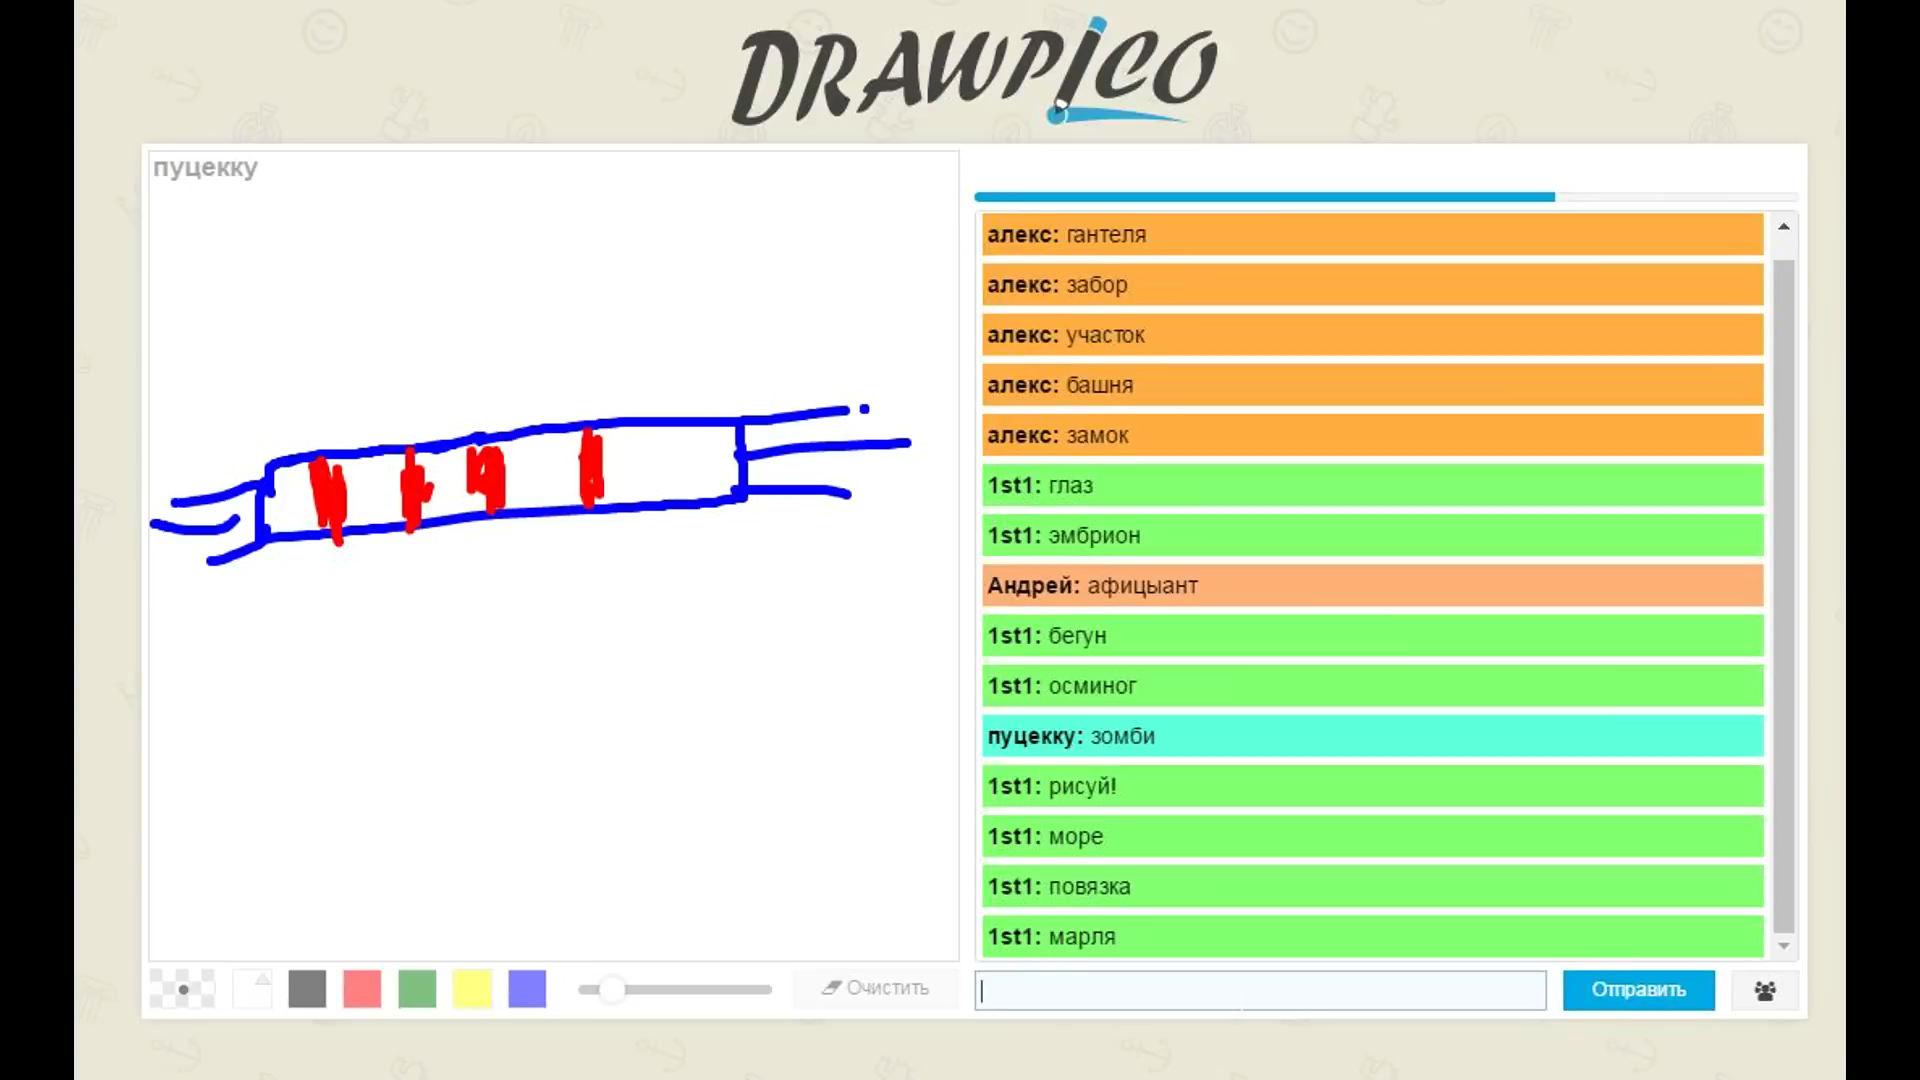 DRAWPICO
пуцекку
алекс: гантеля
алекс: забор
алекс: участок
алекс: башня
алекс: замок
1st1: глаз
1st1: эмбрион
Андрей: афицыант
1st1: бегун
1st1: осминог
пуцекку: зомби
1st1: рисуй!
1st1: море
1st1: повязка
1st1: марля
Очистить
Отправить